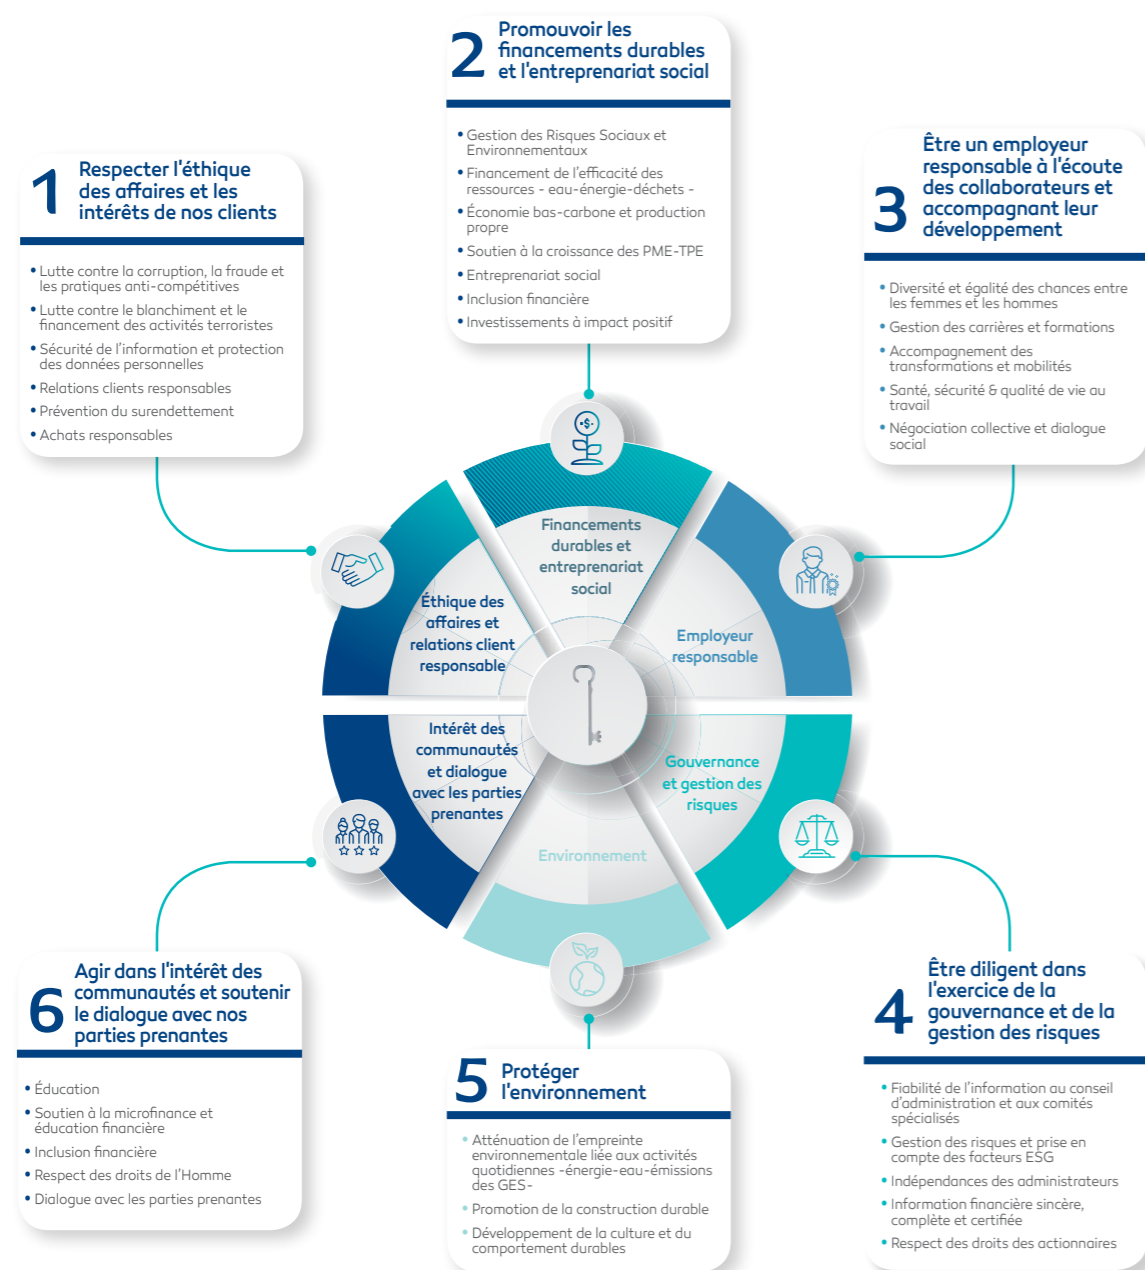 1
Respecter l'éthique
des affaires et les
intérêts de nos clients
• Lutte contre la corruption, la fraude et
les pratiques anti-compétitives
• Lutte contre le blanchiment et le
financement des activités terroristes
• Sécurité de l'information et protection
des données personnelles
• Relations clients responsables
• Prévention du surendettement
• Achats responsables
2
Promouvoir les
financements durables
et l'entreprenariat social
• Gestion des Risques Sociaux et
Environnementaux
• Financement de l'efficacité des
ressources - eau-énergie-déchets -
• Économie bas-carbone et production
propre
• Soutien à la croissance des PME-TPE
• Entreprenariat social
• Inclusion financière
• Investissements à impact positif
3
Être un employeur
responsable à l'écoute
des collaborateurs et
accompagnant leur
développement
• Diversité et égalité des chances entre
les femmes et les hommes
• Gestion des carrières et formations
• Accompagnement des
transformations et mobilités
• Santé, sécurité & qualité de vie au
travail
• Négociation collective et dialogue
social
Éthique des
affaires et
relations client
responsable
Financements
durables et
entreprenariat
social
Employeur
responsable
Intérêt des
communautés
et dialogue
avec les parties
prenantes
Environnement
Gouvernance
et gestion des
risques
6
Agir dans l'intérêt des
communautés et soutenir
le dialogue avec nos
parties prenantes
• Éducation
• Soutien à la microfinance et
éducation financière
• Inclusion financière
• Respect des droits de l'Homme
• Dialogue avec les parties prenantes
5
Protéger
l'environnement
• Atténuation de l'empreinte
environnementale liée aux activités
quotidiennes -énergie-eau-émissions
des GES-
• Promotion de la construction durable
• Développement de la culture et du
comportement durables
4
Être diligent dans
l'exercice de la
gouvernance et de la
gestion des risques
• Fiabilité de l'information au conseil
d'administration et aux comités
spécialisés
• Gestion des risques et prise en
compte des facteurs ESG
• Indépendances des administrateurs
• Information financière sincère,
complète et certifiée
• Respect des droits des actionnaires